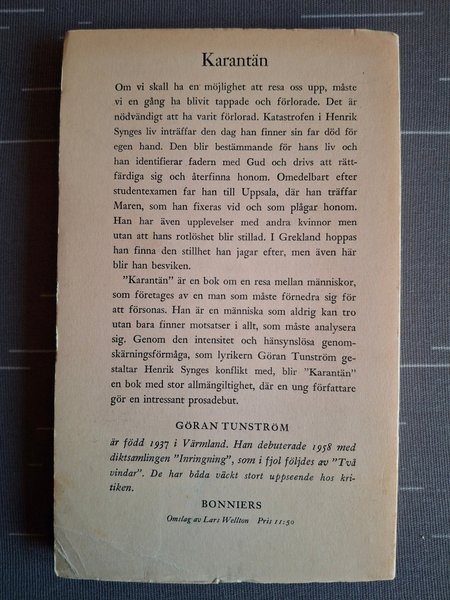 Karantän
Om vi skall ha en möjlighet att resa oss upp, måste
vi en gång ha blivit tappade och förlorade. Det är
nödvändigt att ha varit förlorad. Katastrofen i Henrik
Synges liv inträffar den dag han finner sin far död för
egen hand. Den blir bestämmande för hans liv och
han identifierar fadern med Gud och drivs att rätt-
färdiga sig och återfinna honom. Omedelbart efter
studentexamen far han till Uppsala, där han träffar
Maren, som han fixeras vid och som plågar honom.
Han har även upplevelser med andra kvinnor men
utan att hans rotlöshet blir stillad. I Grekland hoppas
han finna den stillhet han jagar efter, men även här
blir han besviken.
"Karantän" är en bok om en resa mellan människor,
som företages av en man som måste förnedra sig för
att försonas. Han är en människa som aldrig kan tro
utan bara finner motsatser i allt, som måste analysera
sig. Genom den intensitet och hänsynslösa genom-
skärningsförmåga, som lyrikern Göran Tunström ge-
staltar Henrik Synges konflikt med, blir "Karantän"
en bok med stor allmängiltighet, där en ung författare
gör en intressant prosadebut.
GÖRAN TUNSTRÖM
är född 1937 i Värmland. Han debuterade 1958 med
diktsamlingen "Inringning", som i fjol följdes av "Två
vindar". De har båda väckt stort uppseende hos kri-
tiken.
BONNIERS
Omslag av Lars Wellton Pris 11:50